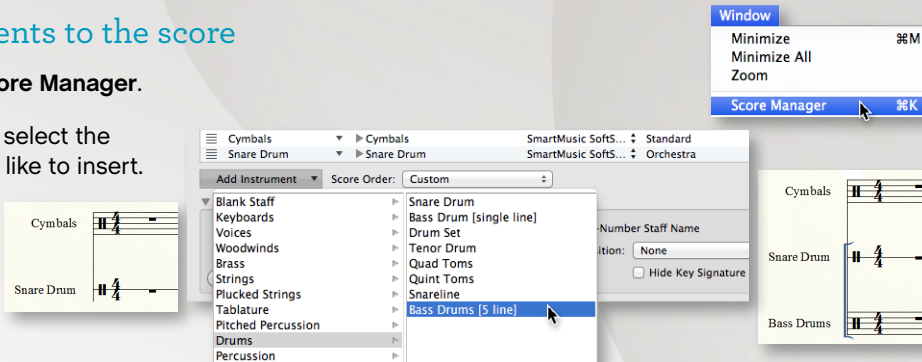 ents to the score
ore Manager.
select the
like to insert.
Window
Minimize ⌘M
Minimize All
Zoom
Score Manager ⌘K
Cymbals
Snare Drum
Cymbals Cymbals SmartMusic SoftS... Standard
Snare Drum Snare Drum SmartMusic SoftS... Orchestra
Add Instrument Score Order: Custom
Blank Staff
Keyboards
Voices
Woodwinds
Brass
Strings
Plucked Strings
Tablature
Pitched Percussion
Drums
Percussion
Snare Drum
Bass Drum [single line]
Drum Set
Tenor Drum
Quad Toms
Quint Toms
Snareline
Bass Drums [5 line]
-Number Staff Name
ition: None
Hide Key Signature
Cymbals
Snare Drum
Bass Drums